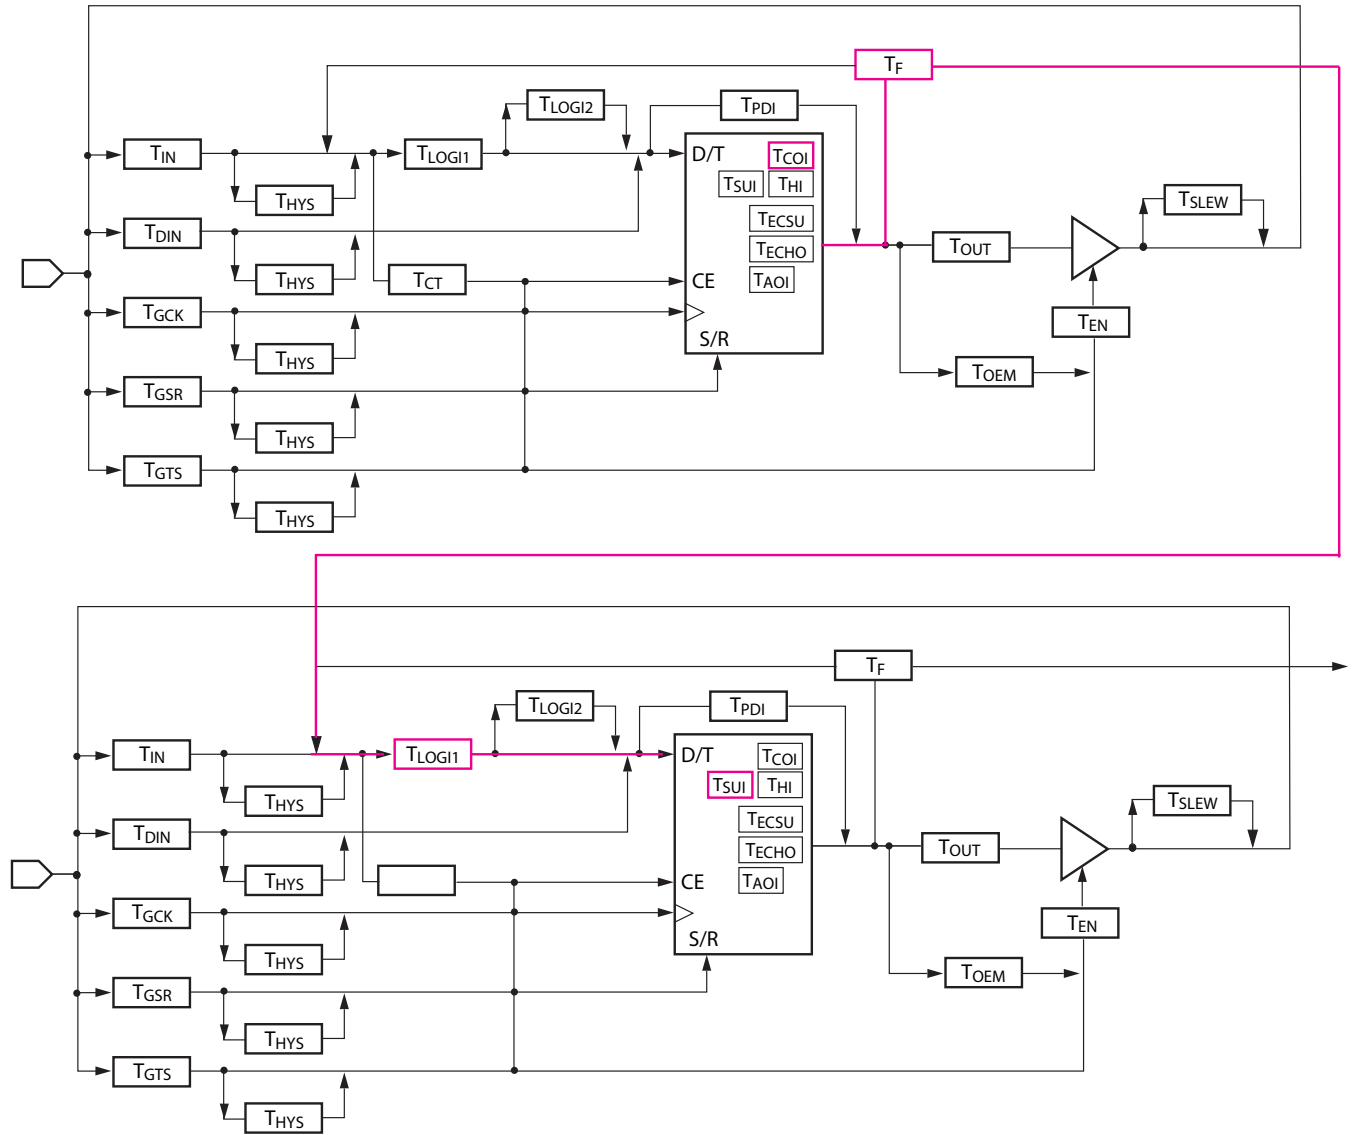 TF
TLOGI2
TPDI
TIN
TLOGI1
D/T
TCOI
THYS
TSUI
THI
TSLEW
TDIN
TECSU
TECHO
TOUT
THYS
TCT
CE
TAOI
TGCK
TEN
THYS
S/R
TOEM
TGSR
THYS
TGTS
THYS
TF
TLOGI2
TPDI
TIN
TLOGI1
D/T
TCOI
THYS
TSUI
THI
TSLEW
TDIN
TECSU
TECHO
TOUT
THYS
CE
TAOI
TGCK
TEN
THYS
S/R
TOEM
TGSR
THYS
TGTS
THYS